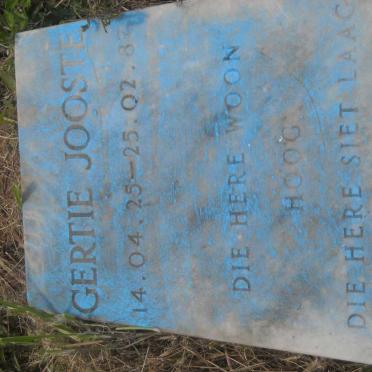 GERTIE JOOSTE
14.04.25–25.02.87
DIE HERE WOON
HOOG
DIE HERE SIET LAAG